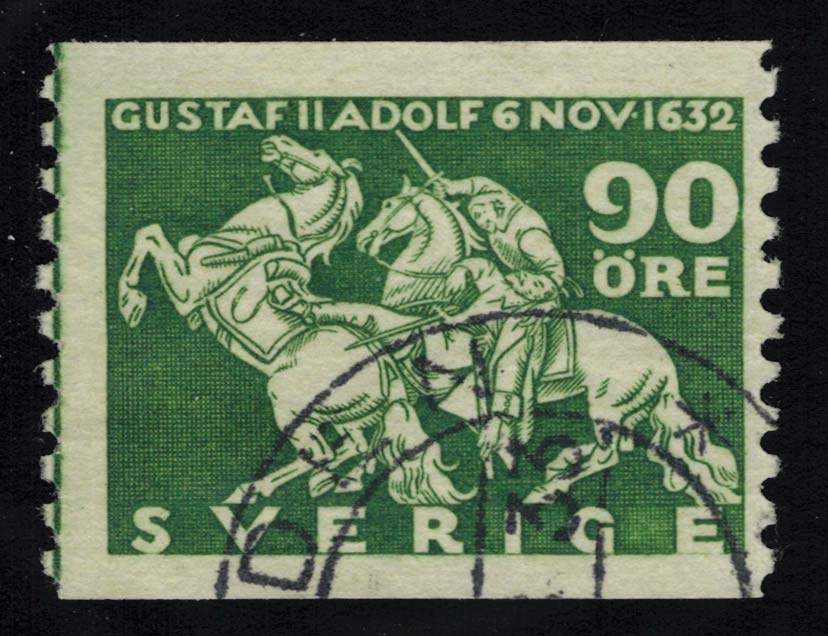 GUSTAF II ADOLF 6 NOV·1632
90
ÖRE
SVERIGE